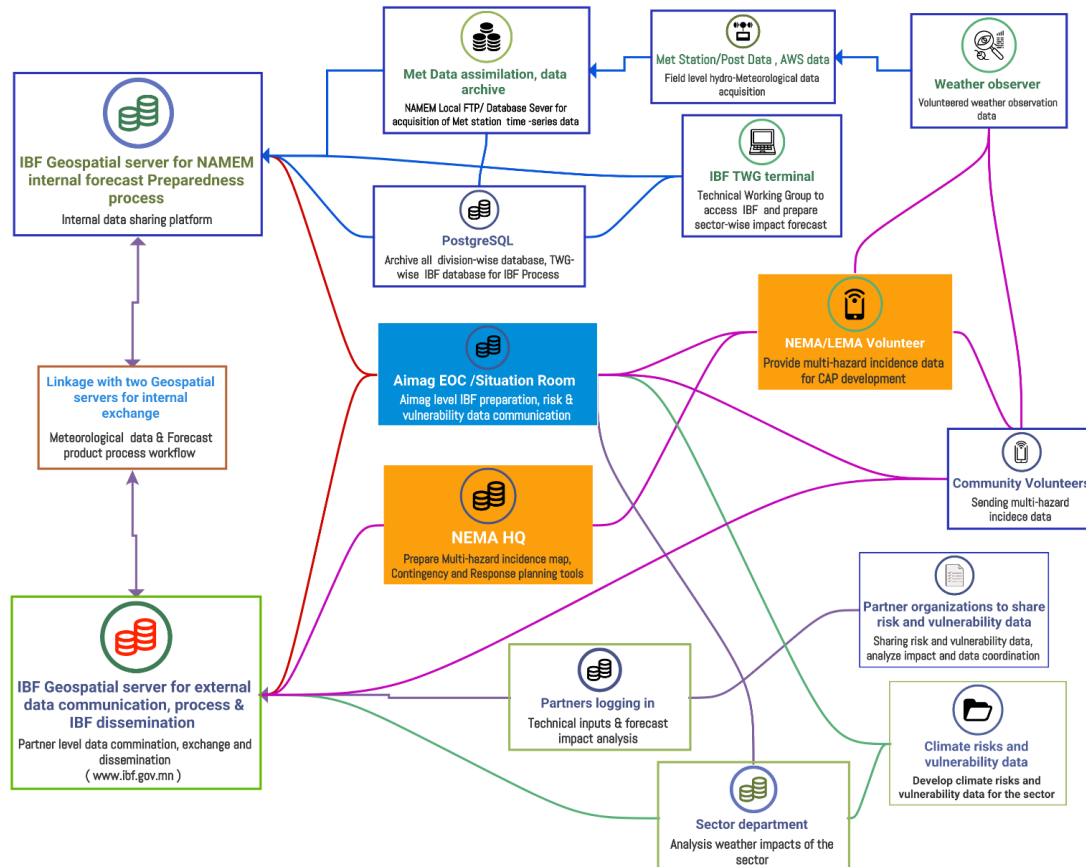 Met Data assimilation, data
archive
NAMEM Local FTP/ Database Sever for
acquisition of Met station time -series data
Met Station/Post Data , AWS data
Field level hydro-Meteorological data
acquisition
Weather observer
Volunteered weather observation
data
IBF Geospatial server for NAMEM
internal forecast Preparedness
process
Internal data sharing platform
IBF TWG terminal
Technical Working Group to
access IBF and prepare
sector-wise impact forecast
PostgreSQL
Archive all division-wise database, TWG-
wise IBF database for IBF Process
NEMA/LEMA Volunteer
Provide multi-hazard incidence data
for CAP development
Aimag EOC /Situation Room
Aimag level IBF preparation, risk &
vulnerability data communication
Linkage with two Geospatial
servers for internal
exchange
Meteorological data & Forecast
product process workflow
Community Volunteers
Sending multi-hazard
incidece data
NEMA HQ
Prepare Multi-hazard incidence map,
Contingency and Response planning tools
Partner organizations to share
risk and vulnerability data
Sharing risk and vulnerability data,
analyze impact and data coordination
IBF Geospatial server for external
data communication, process &
IBF dissemination
Partner level data commination, exchange and
dissemination
( www.ibf.gov.mn )
Partners logging in
Technical inputs & forecast
impact analysis
Climate risks and
vulnerability data
Develop climate risks and
vulnerability data for the sector
Sector department
Analysis weather impacts of the
sector